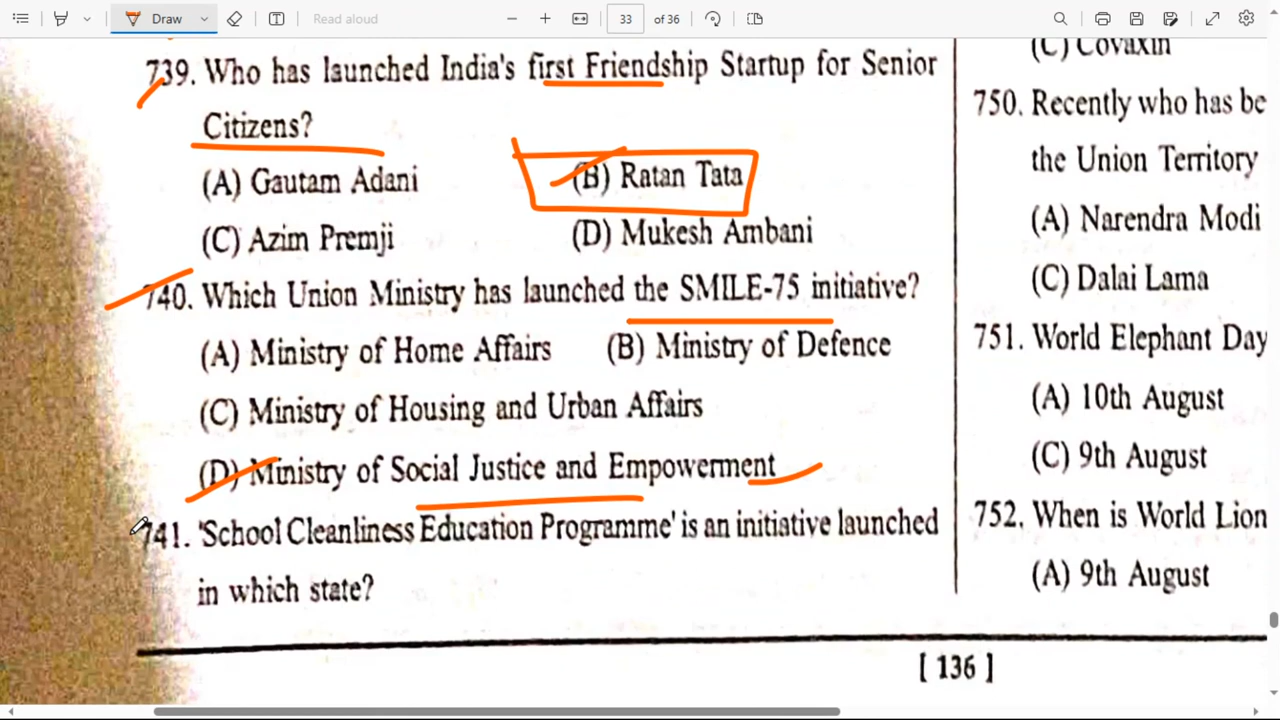 Draw
Read aloud
33
of 36
739. Who has launched India's first Friendship Startup for Senior
Citizens?
(A) Gautam Adani
(B) Ratan Tata
(C) Azim Premji
(D) Mukesh Ambani
740. Which Union Ministry has launched the SMILE-75 initiative?
(A) Ministry of Home Affairs
(B) Ministry of Defence
(C) Ministry of Housing and Urban Affairs
(D) Ministry of Social Justice and Empowerment
741. 'School Cleanliness Education Programme' is an initiative launched
in which state?
(C) Covaxin
750. Recently who has be
the Union Territory
(A) Narendra Modi
(C) Dalai Lama
751. World Elephant Day
(A) 10th August
(C) 9th August
752. When is World Lion
(A) 9th August
[ 136 ]